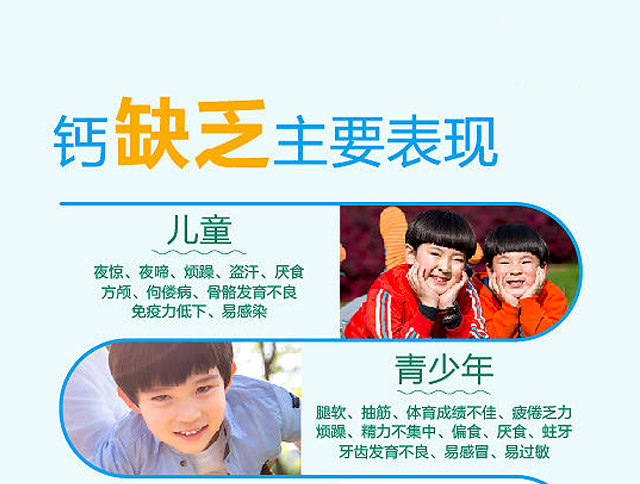 钙缺乏主要表现
儿童
夜惊、夜啼、烦躁、盗汗、厌食
方颅、佝偻病、骨骼发育不良
免疫力低下、易感染
青少年
腿软、抽筋、体育成绩不佳、疲倦乏力
烦躁、精力不集中、偏食、厌食、蛀牙
牙齿发育不良、易感冒、易过敏